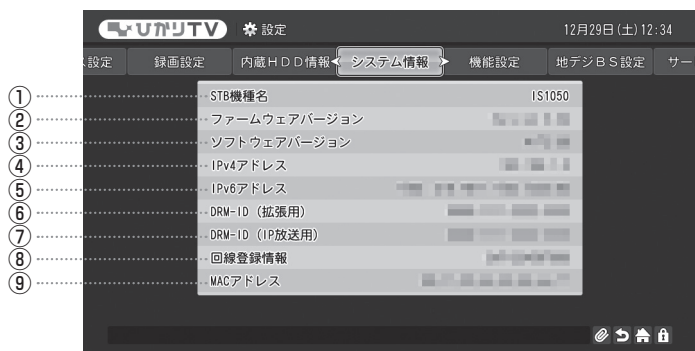 ひかりTV 設定 12月29日(土)12:34
ス設定 録画設定 内蔵HDD情報 システム情報 機能設定 地デジBS設定 サー
① STB機種名 IS1050
② ファームウェアバージョン
③ ソフトウェアバージョン
④ IPv4アドレス
⑤ IPv6アドレス
⑥ DRM-ID（拡張用）
⑦ DRM-ID（IP放送用）
⑧ 回線登録情報
⑨ MACアドレス